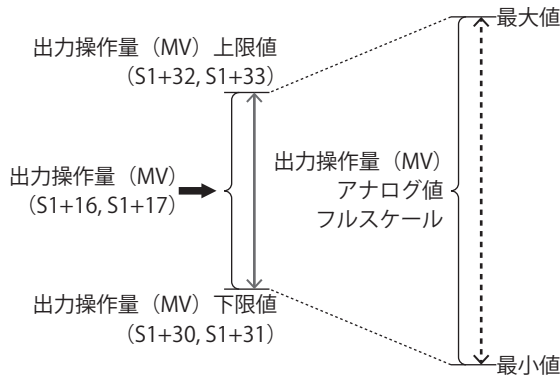 最大値
出力操作量（MV）上限値
（S1+32, S1+33）
出力操作量（MV）
（S1+16, S1+17）
出力操作量（MV）
アナログ値
フルスケール
出力操作量（MV）下限値
（S1+30, S1+31）
最小値